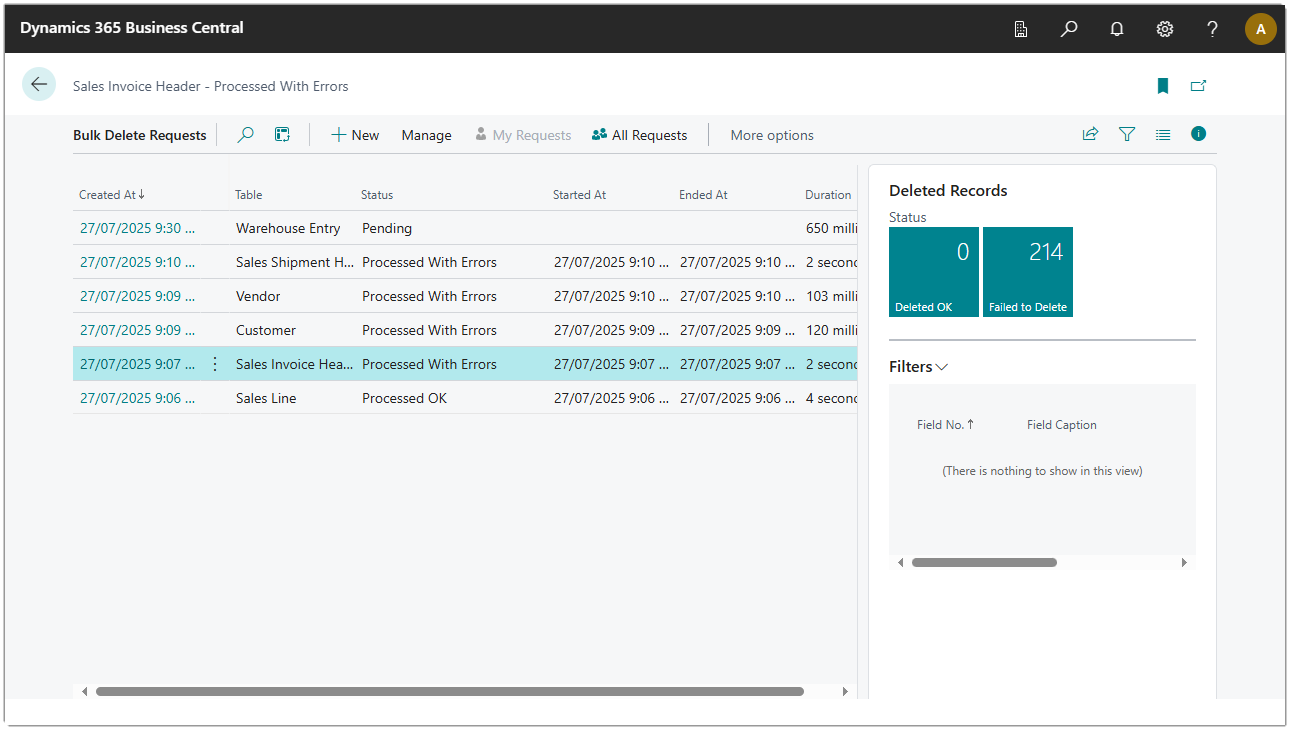 Dynamics 365 Business Central
A
Sales Invoice Header - Processed With Errors
Bulk Delete Requests New Manage My Requests All Requests More options
Created At↓ Table Status Started At Ended At Duration
27/07/2025 9:30 ... Warehouse Entry Pending 650 milli
27/07/2025 9:10 ... Sales Shipment H... Processed With Errors 27/07/2025 9:10 ... 27/07/2025 9:10 ... 2 second
27/07/2025 9:09 ... Vendor Processed With Errors 27/07/2025 9:10 ... 27/07/2025 9:10 ... 103 milli
27/07/2025 9:09 ... Customer Processed With Errors 27/07/2025 9:09 ... 27/07/2025 9:09 ... 120 milli
27/07/2025 9:07 ... Sales Invoice Hea... Processed With Errors 27/07/2025 9:07 ... 27/07/2025 9:07 ... 2 second
27/07/2025 9:06 ... Sales Line Processed OK 27/07/2025 9:06 ... 27/07/2025 9:06 ... 4 second
Deleted Records
Status
0 214
Deleted OK Failed to Delete
Filters
Field No.↑ Field Caption
(There is nothing to show in this view)